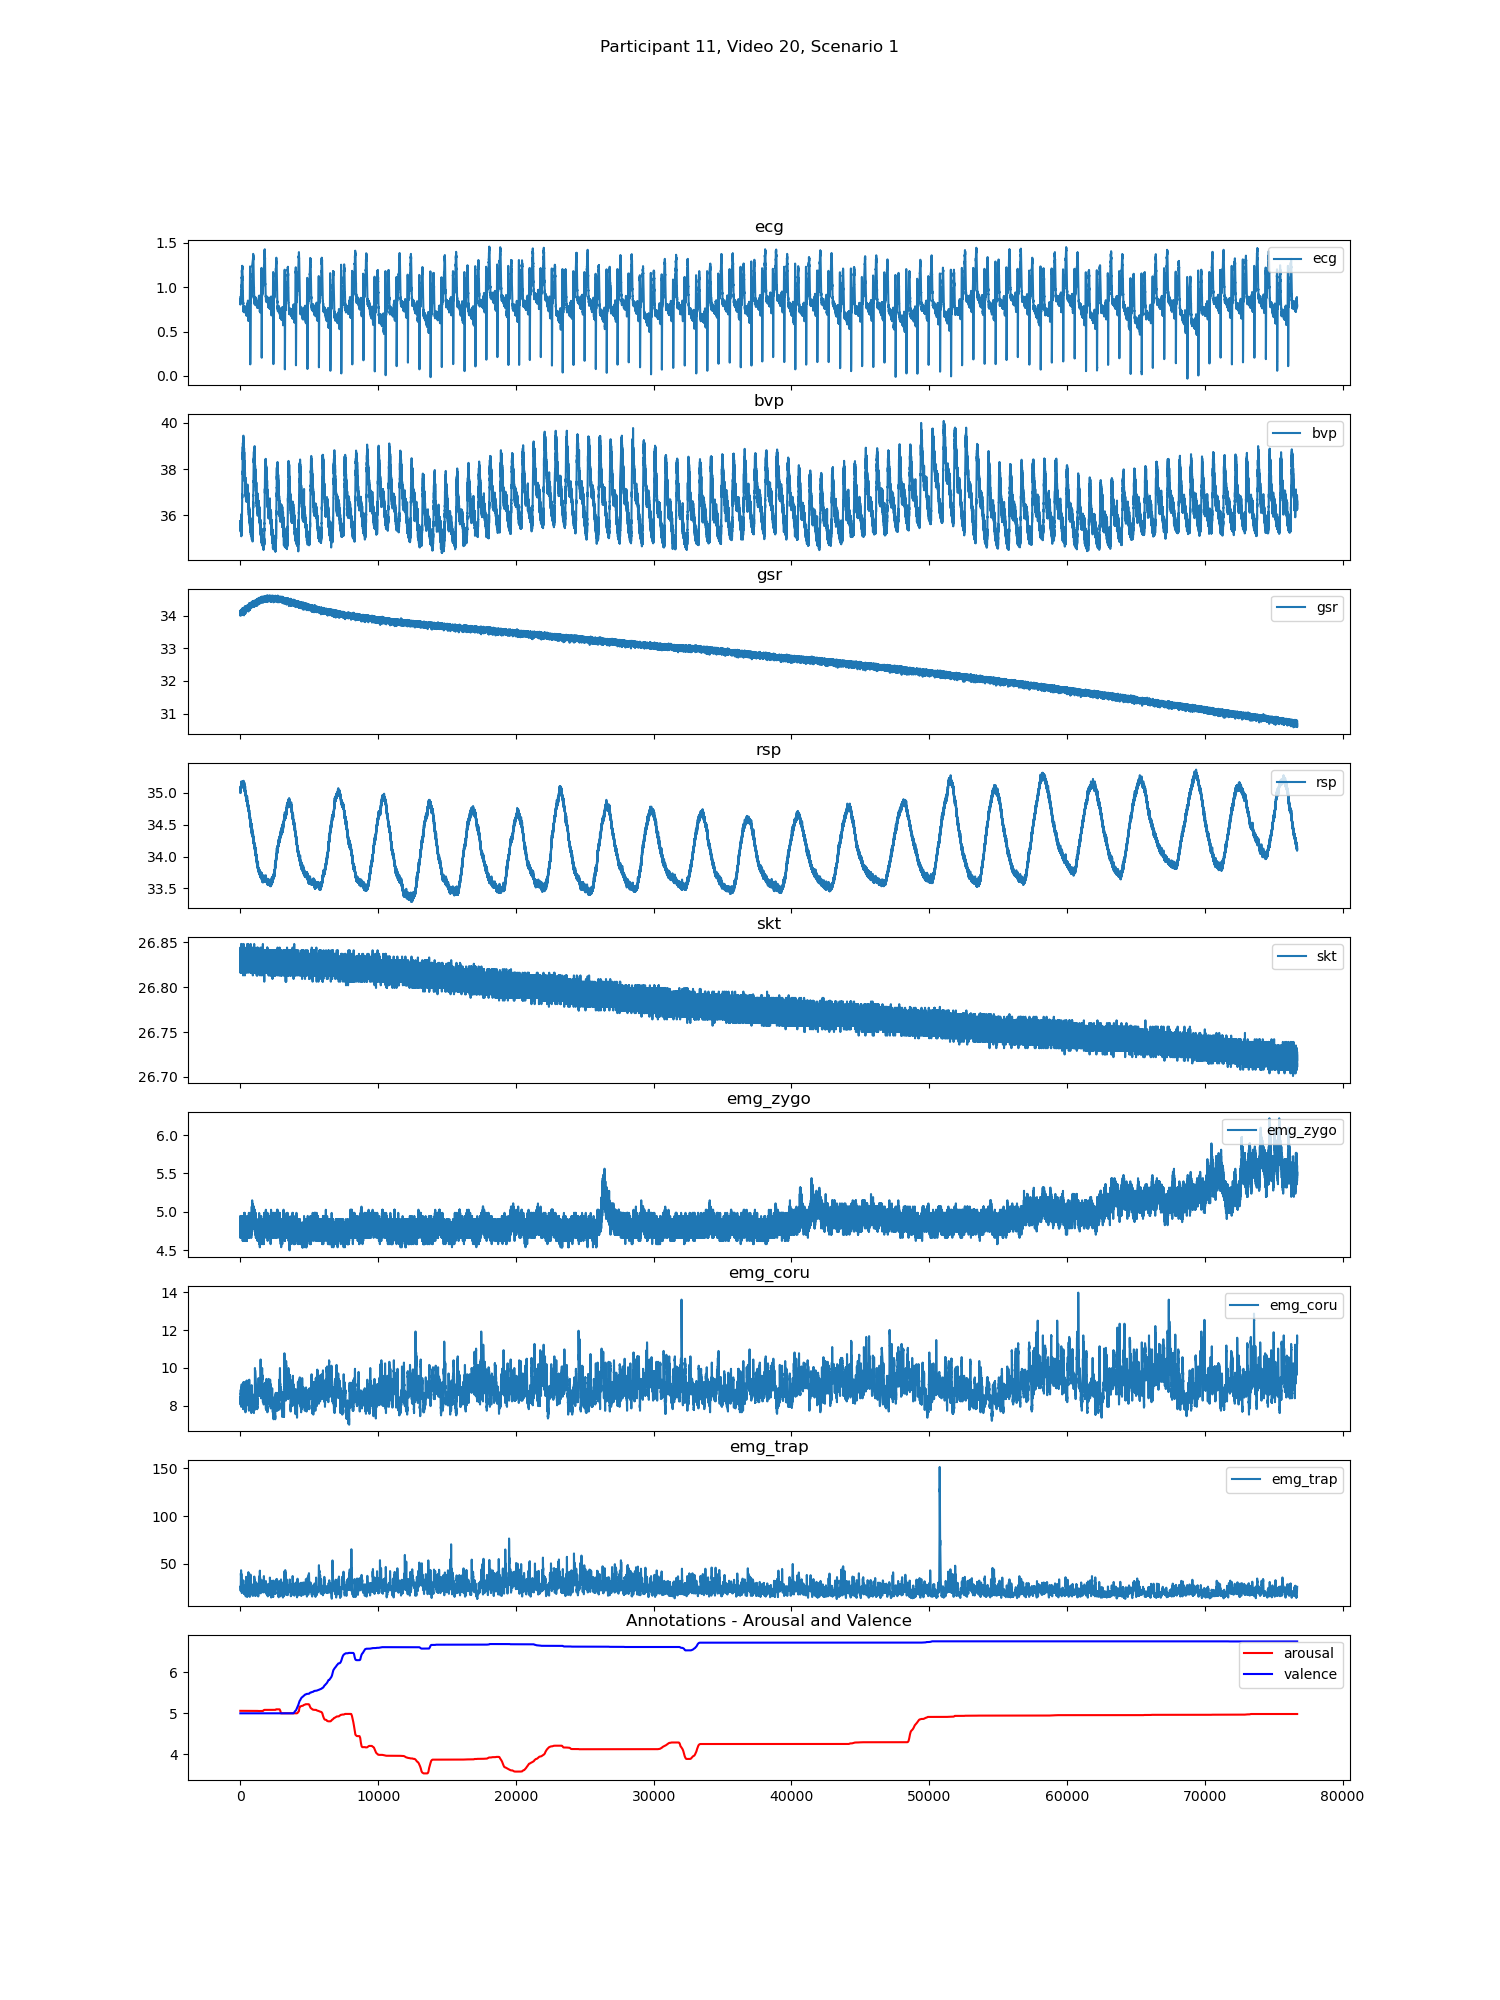 Participant 11, Video 20, Scenario 1
ecg
1.5
1.0
0.5
0.0
ecg
bvp
40
38
36
bvp
gsr
34
33
32
31
gsr
rsp
35.0
34.5
34.0
33.5
rsp
skt
26.85
26.80
26.75
26.70
skt
emg_zygo
6.0
5.5
5.0
4.5
emg_zygo
emg_coru
14
12
10
8
emg_coru
emg_trap
150
100
50
emg_trap
Annotations - Arousal and Valence
6
5
4
arousal
valence
0 10000 20000 30000 40000 50000 60000 70000 80000